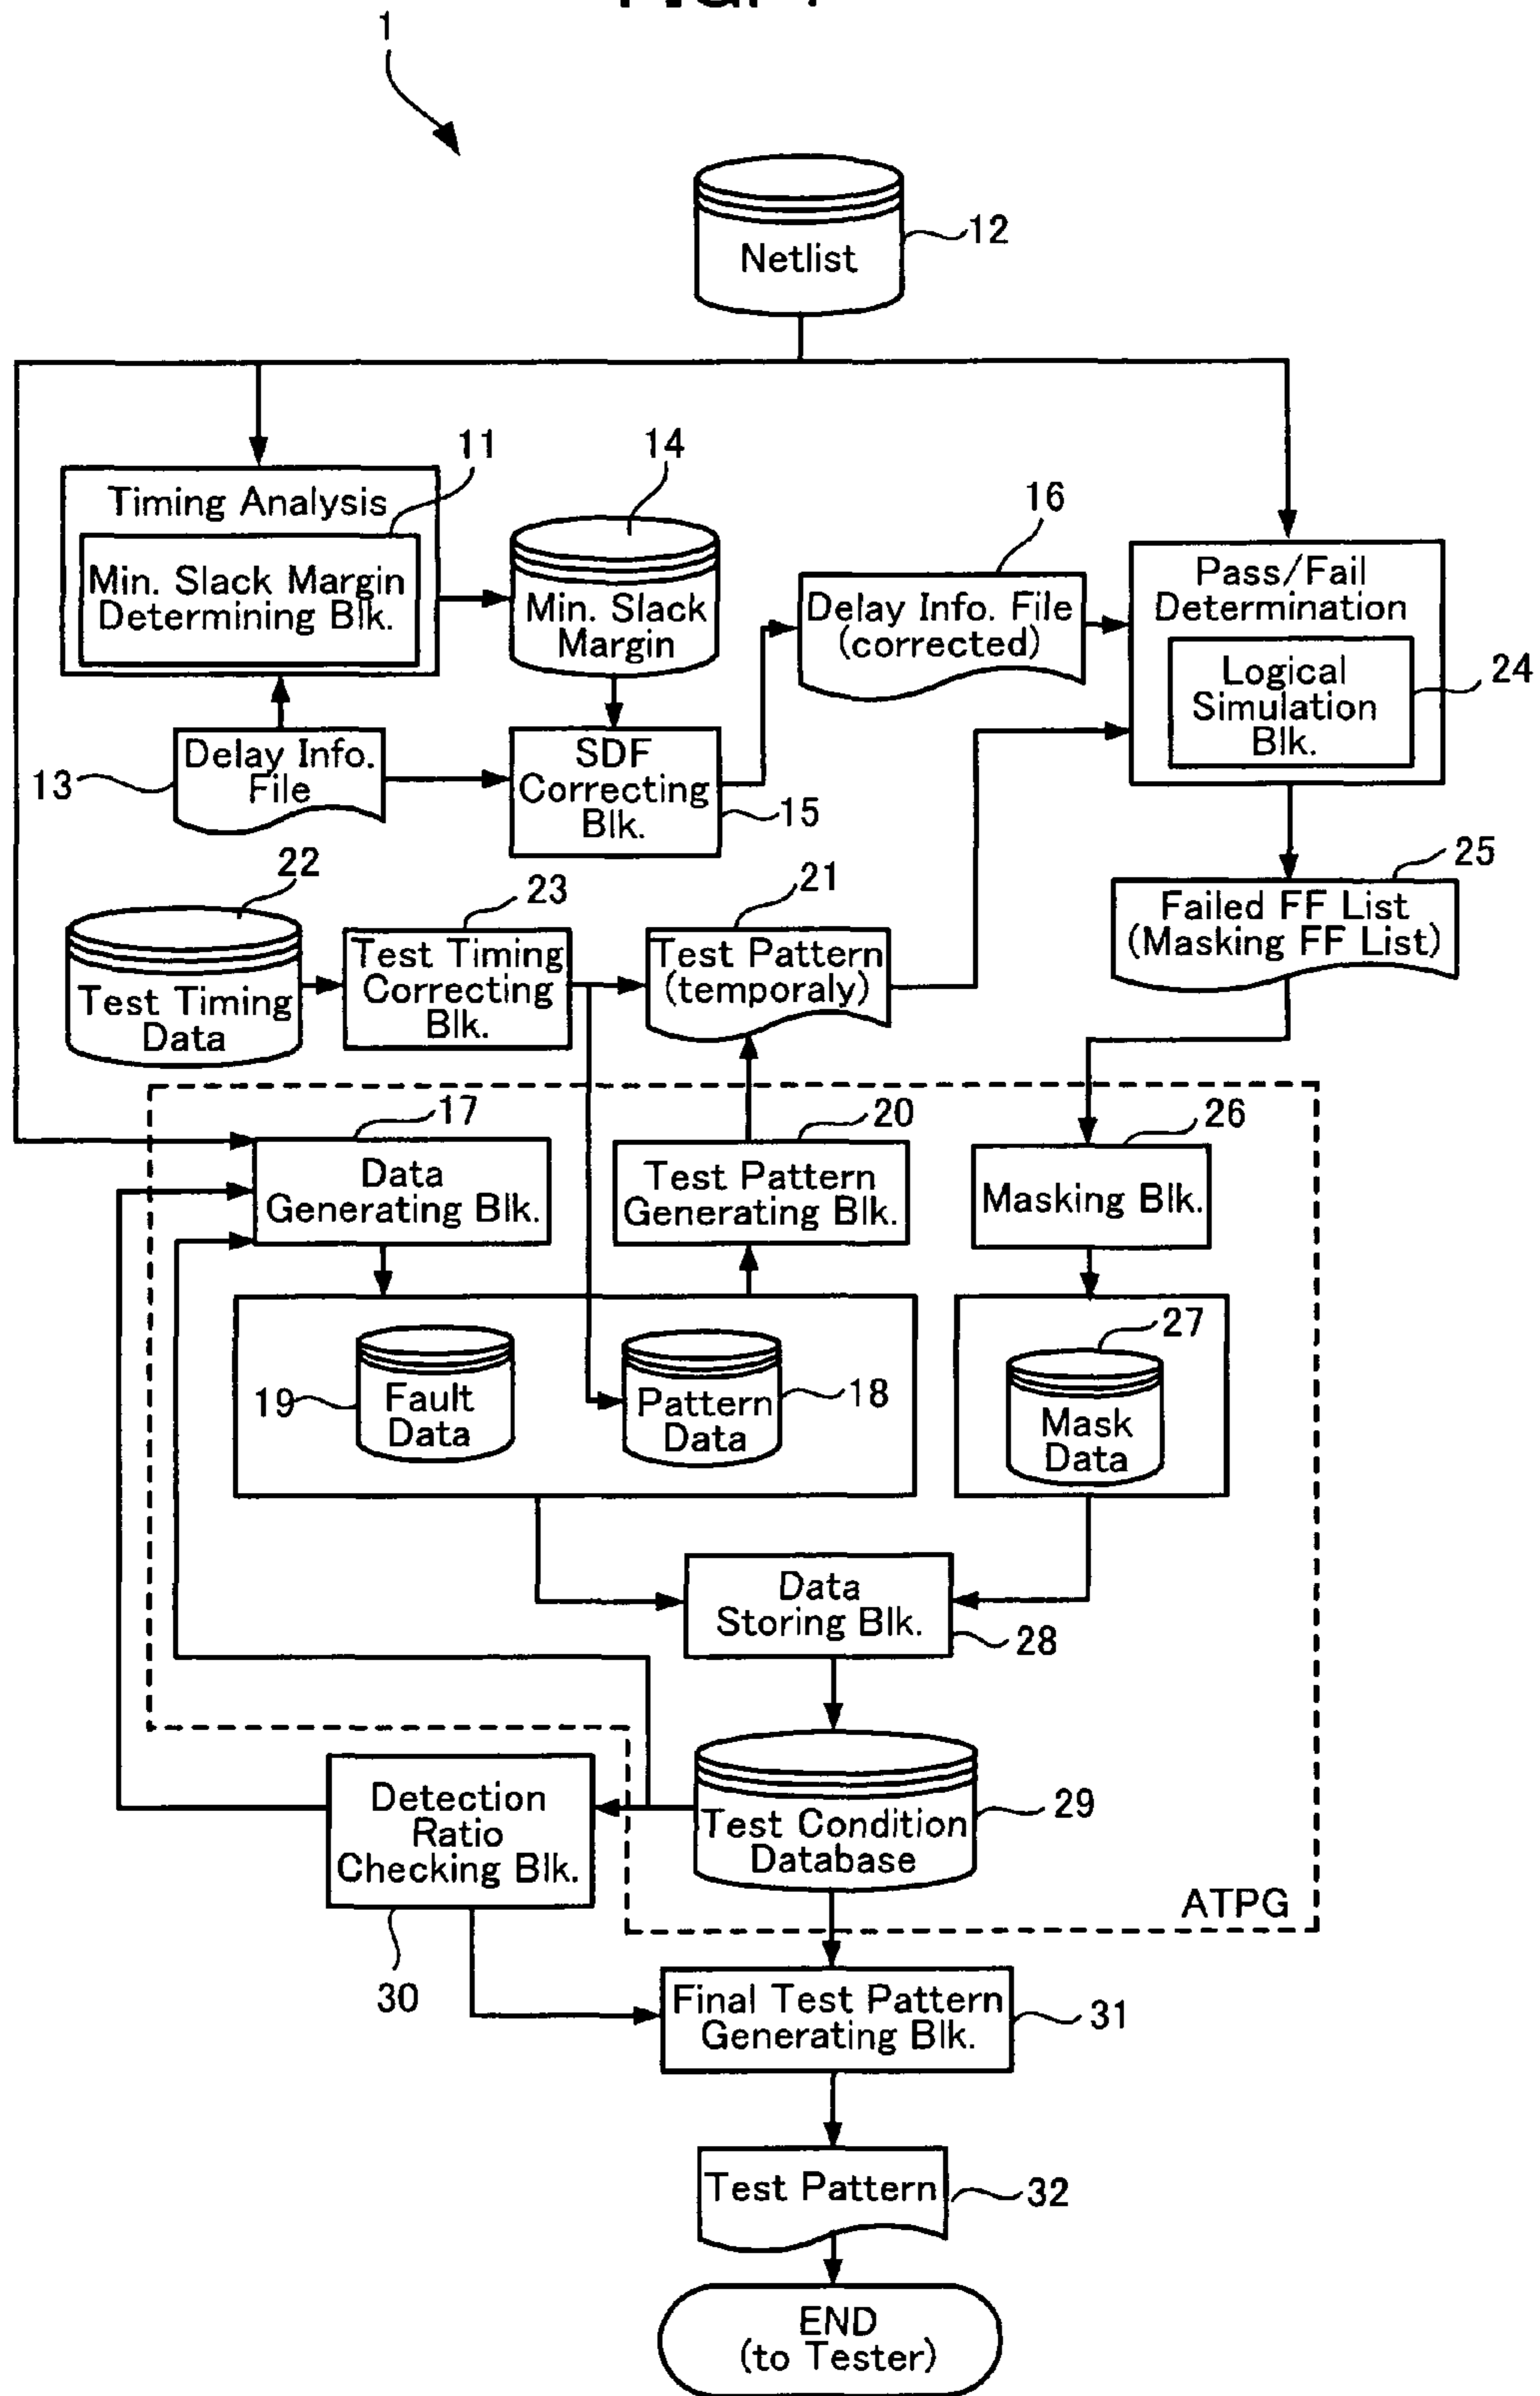 1
Netlist
12
11
14
16
Timing Analysis
Min. Slack Margin
Determining Blk.
Min. Slack
Margin
Delay Info. File
(corrected)
Pass/Fail
Determination
Logical
Simulation
Blk.
24
13
Delay Info.
File
SDF
Correcting
Blk.
15
25
22
23
21
Failed FF List
(Masking FF List)
Test Timing
Data
Test Timing
Correcting
Blk.
Test Pattern
(temporaly)
17
20
26
Data
Generating Blk.
Test Pattern
Generating Blk.
Masking Blk.
19
Fault
Data
Pattern
Data
18
27
Mask
Data
Data
Storing Blk.
28
Detection
Ratio
Checking Blk.
30
Test Condition
Database
29
ATPG
Final Test Pattern
Generating Blk.
31
Test Pattern
32
END
(to Tester)